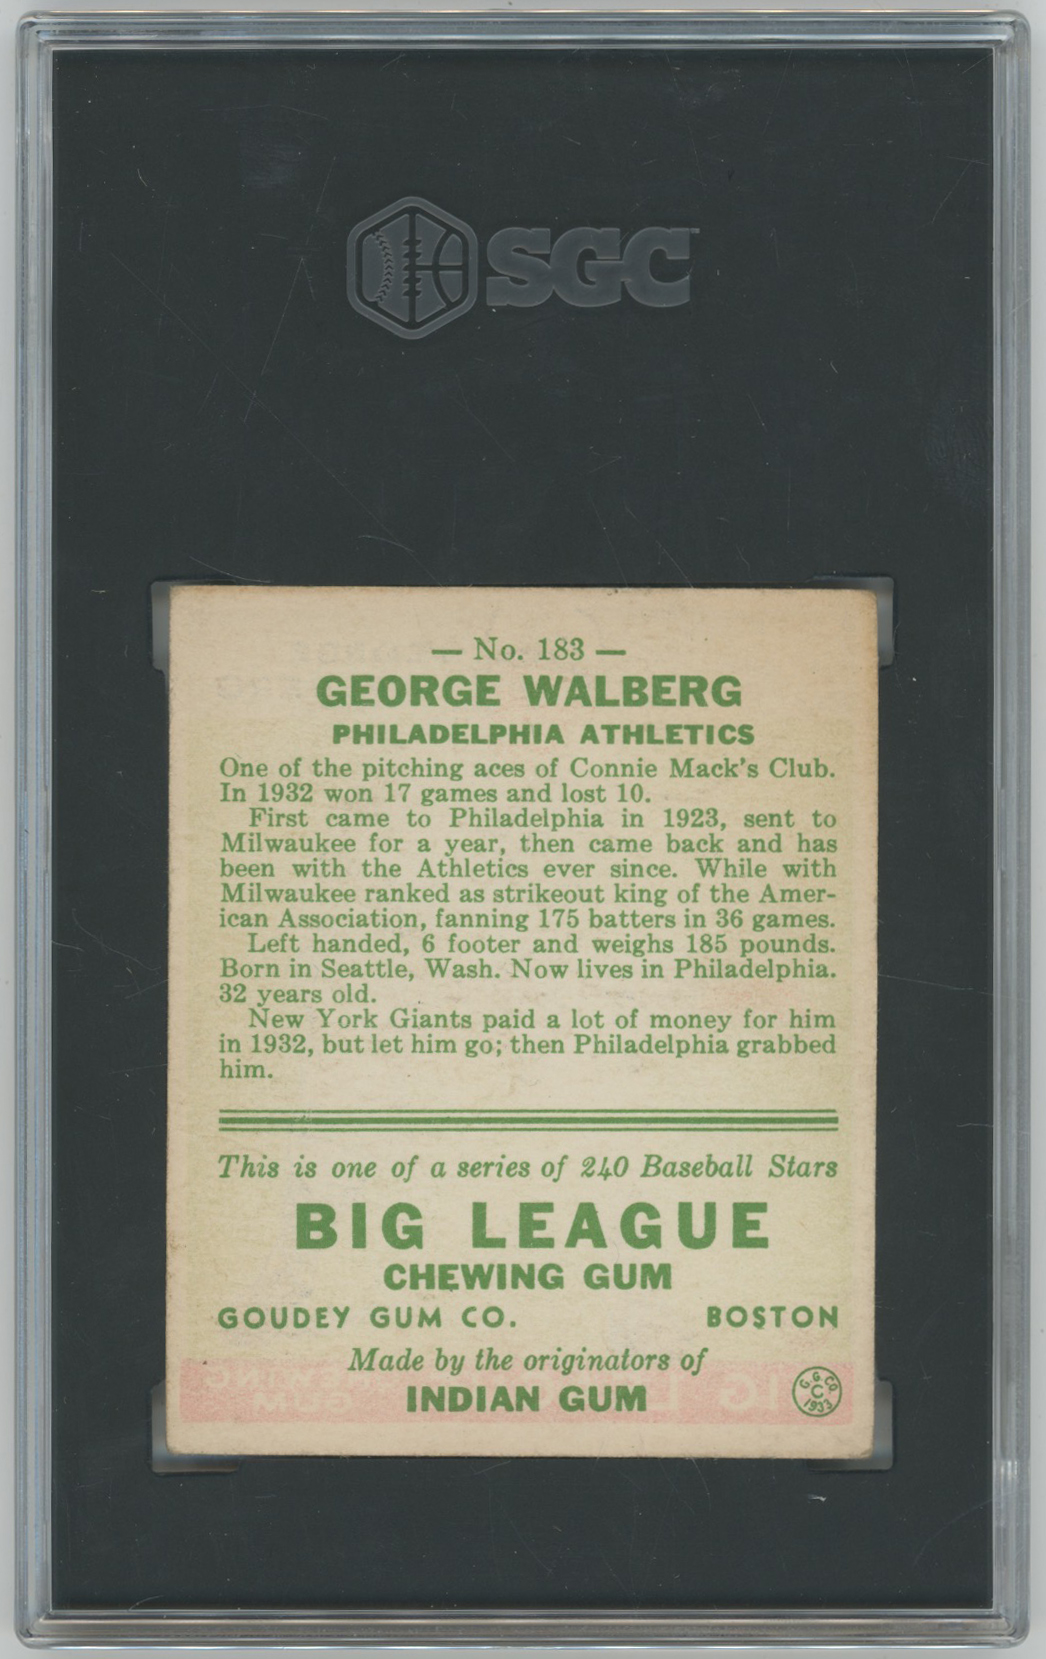 SGC
— No. 183 —
GEORGE WALBERG
PHILADELPHIA ATHLETICS
One of the pitching aces of Connie Mack's Club.
In 1932 won 17 games and lost 10.
First came to Philadelphia in 1923, sent to
Milwaukee for a year, then came back and has
been with the Athletics ever since. While with
Milwaukee ranked as strikeout king of the Amer-
ican Association, fanning 175 batters in 36 games.
Left handed, 6 footer and weighs 185 pounds.
Born in Seattle, Wash. Now lives in Philadelphia.
32 years old.
New York Giants paid a lot of money for him
in 1932, but let him go; then Philadelphia grabbed
him.
This is one of a series of 240 Baseball Stars
BIG LEAGUE
CHEWING GUM
GOUDEY GUM CO. BOSTON
Made by the originators of
INDIAN GUM
G. G. CO.
C
1933